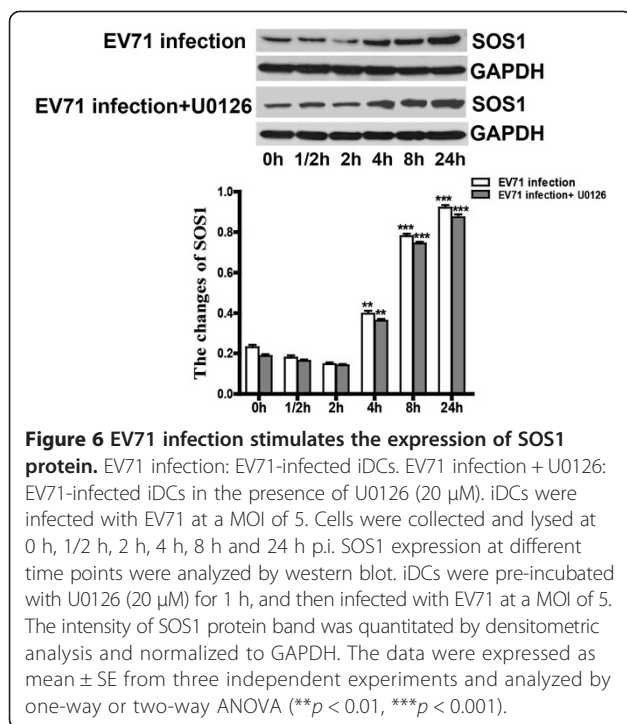 EV71 infection SOS1
GAPDH
EV71 infection+U0126 SOS1
GAPDH
0h 1/2h 2h 4h 8h 24h
EV71 infection
EV71 infection+ U0126
The changes of SOS1
1.0
0.8
0.6
0.4
0.2
0.0
** ** *** *** *** ***
0h 1/2h 2h 4h 8h 24h
Figure 6 EV71 infection stimulates the expression of SOS1
protein. EV71 infection: EV71-infected iDCs. EV71 infection + U0126:
EV71-infected iDCs in the presence of U0126 (20 μM). iDCs were
infected with EV71 at a MOI of 5. Cells were collected and lysed at
0 h, 1/2 h, 2 h, 4 h, 8 h and 24 h p.i. SOS1 expression at different
time points were analyzed by western blot. iDCs were pre-incubated
with U0126 (20 μM) for 1 h, and then infected with EV71 at a MOI of 5.
The intensity of SOS1 protein band was quantitated by densitometric
analysis and normalized to GAPDH. The data were expressed as
mean ± SE from three independent experiments and analyzed by
one-way or two-way ANOVA (**p < 0.01, ***p < 0.001).